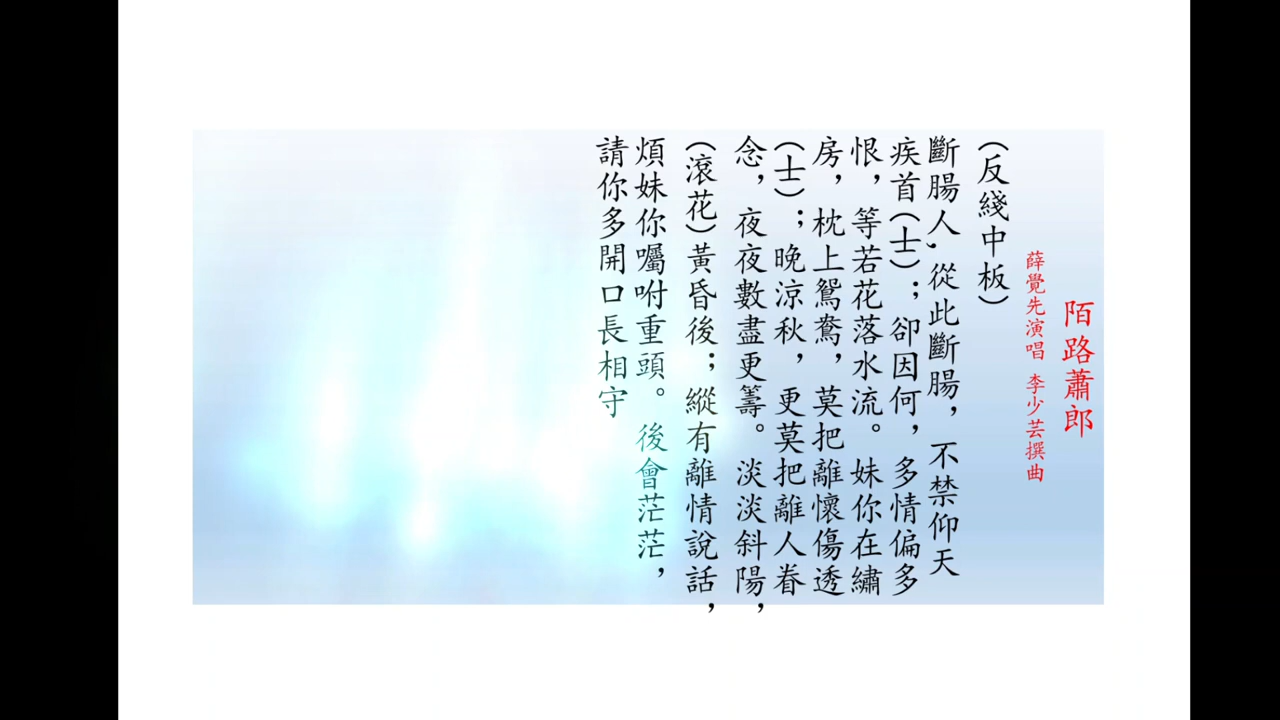 陌路蕭郎
薛覺先演唱 李少芸撰曲
(反綫中板)
斷腸人,從此斷腸，不禁仰天
疾首(士)；卻因何，多情偏多
恨，等若花落水流。妹你在繡
房，枕上鴛鴦，莫把離懷傷透
(士)；晚涼秋，更莫把離人眷
念，夜夜數盡更籌。淡淡斜陽，
(滾花)黃昏後；縱有離情說話，
煩妹你囑咐重頭。後會茫茫，
請你多開口長相守